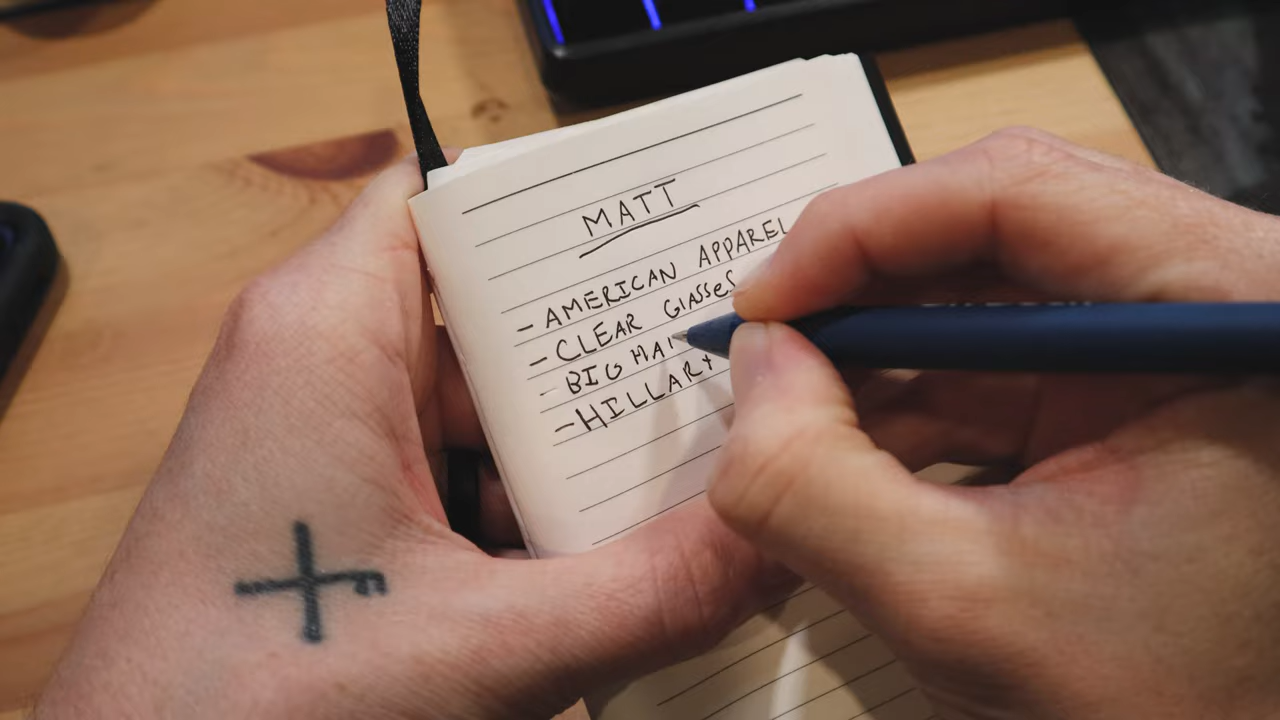 MATT
- AMERICAN APPAREL
- CLEAR GLASSES
- BIG
- HILLARY